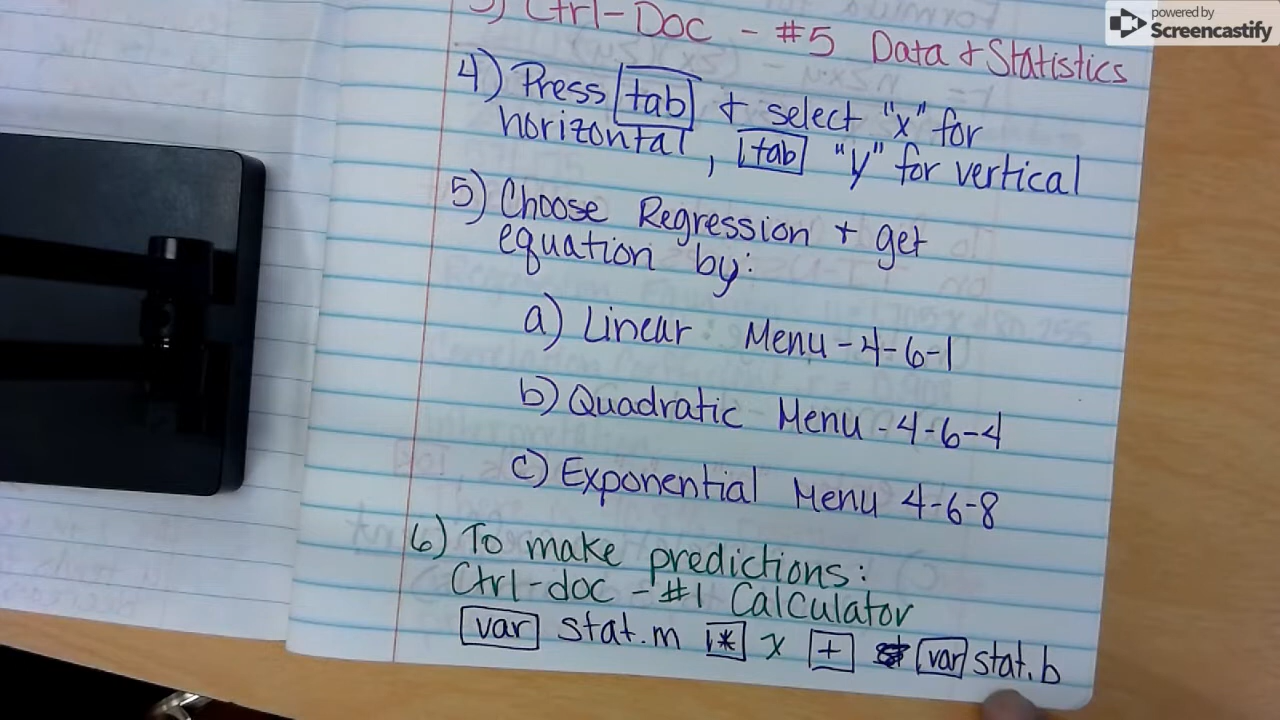 powered by
Screencastify
3) Ctrl-Doc - #5 Data + Statistics
4) Press tab + select "x" for
horizontal, tab "y" for vertical
5) Choose Regression + get
equation by:
a) Linear: Menu-4-6-1
b) Quadratic Menu-4-6-4
c) Exponential Menu 4-6-8
6) To make predictions:
Ctrl-doc - #1 Calculator
var stat.m * x + var stat.b